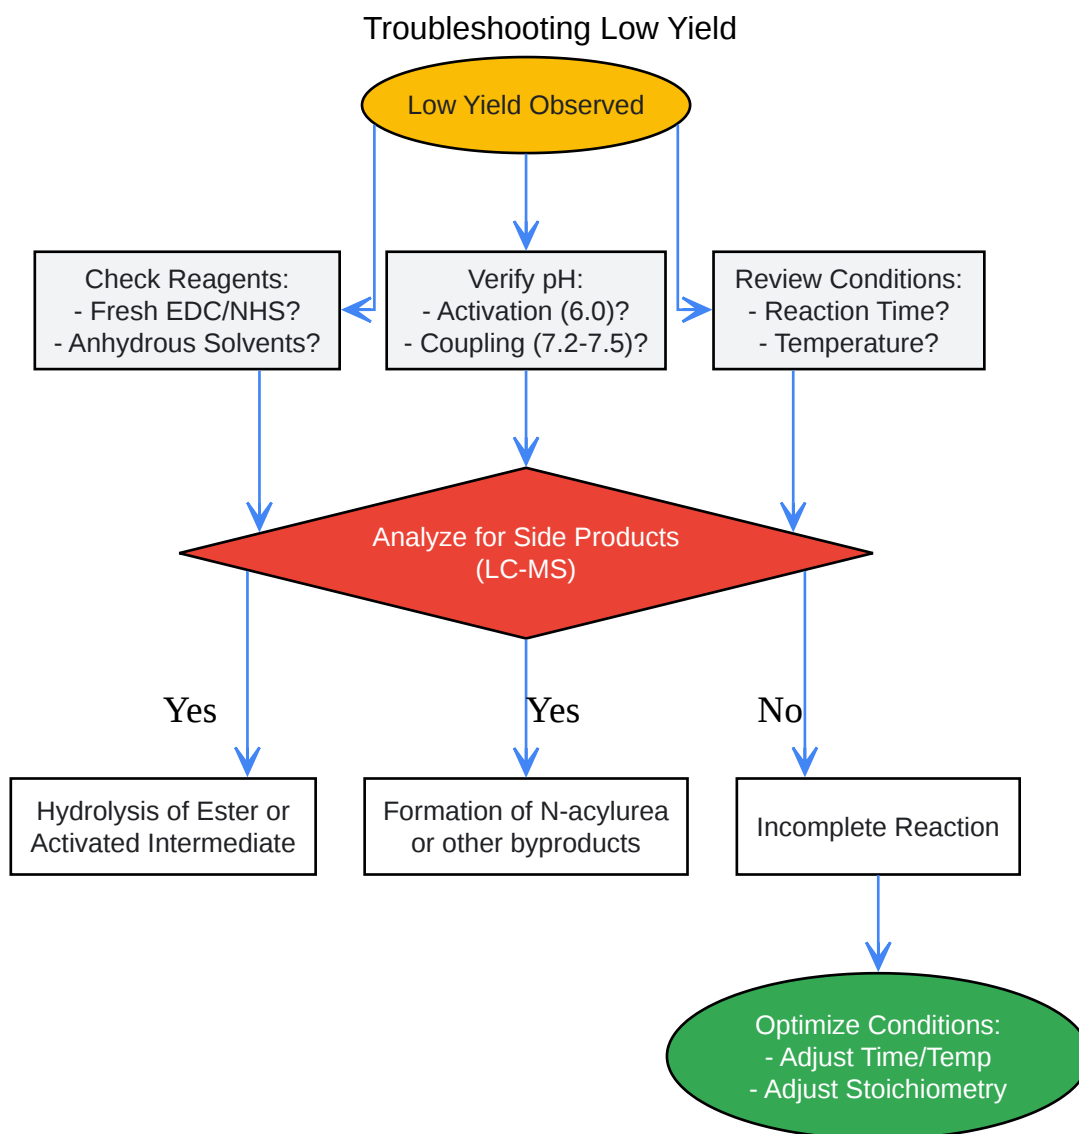 Troubleshooting Low Yield
Low Yield Observed
Check Reagents:
- Fresh EDC/NHS?
- Anhydrous Solvents?
Verify pH:
- Activation (6.0)?
- Coupling (7.2-7.5)?
Review Conditions:
- Reaction Time?
- Temperature?
Analyze for Side Products
(LC-MS)
Yes
Yes
No
Hydrolysis of Ester or
Activated Intermediate
Formation of N-acylurea
or other byproducts
Incomplete Reaction
Optimize Conditions:
- Adjust Time/Temp
- Adjust Stoichiometry